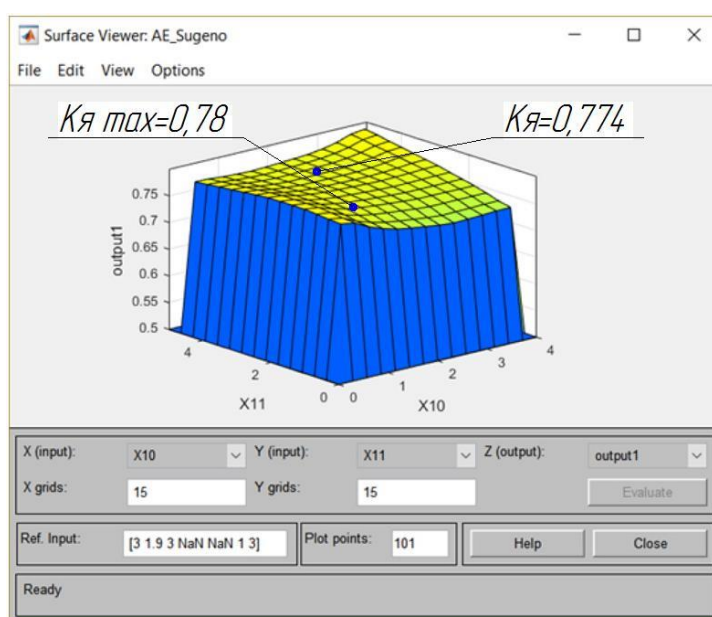 Surface Viewer: AE_Sugeno
File Edit View Options
Kя max=0,78 Kя=0,774
0.75
0.7
0.65
0.6
0.55
0.5
output1
4 2 0
X11
0 1 2 3 4
X10
X (input): X10 Y (input): X11 Z (output): output1
X grids: 15 Y grids: 15 Evaluate
Ref. Input: [3 1.9 3 NaN NaN 1 3] Plot points: 101 Help Close
Ready